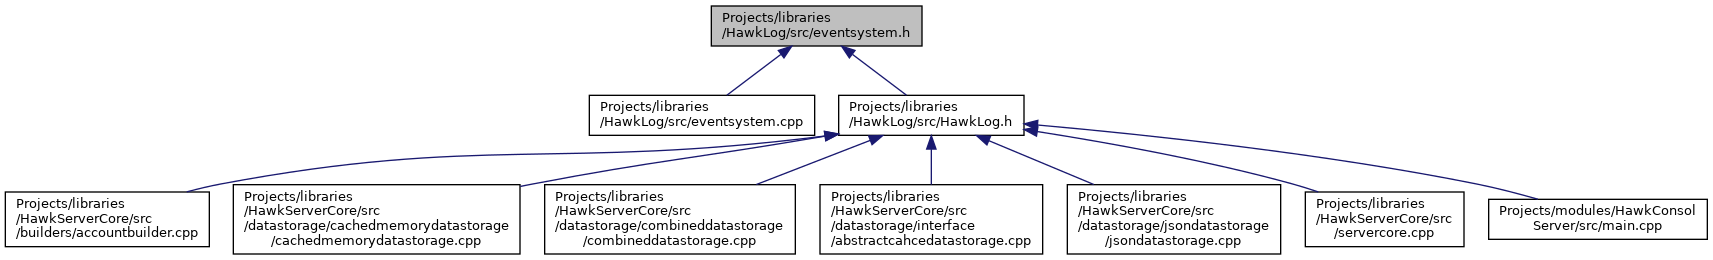 Projects/libraries
/HawkLog/src/eventsystem.h
Projects/libraries
/HawkLog/src/eventsystem.cpp
Projects/libraries
/HawkLog/src/HawkLog.h
Projects/libraries
/HawkServerCore/src
/builders/accountbuilder.cpp
Projects/libraries
/HawkServerCore/src
/datastorage/cachedmemorydatastorage
/cachedmemorydatastorage.cpp
Projects/libraries
/HawkServerCore/src
/datastorage/combineddatastorage
/combineddatastorage.cpp
Projects/libraries
/HawkServerCore/src
/datastorage/interface
/abstractcahcedatastorage.cpp
Projects/libraries
/HawkServerCore/src
/datastorage/jsondatastorage
/jsondatastorage.cpp
Projects/libraries
/HawkServerCore/src
/servercore.cpp
Projects/modules/HawkConsol
Server/src/main.cpp